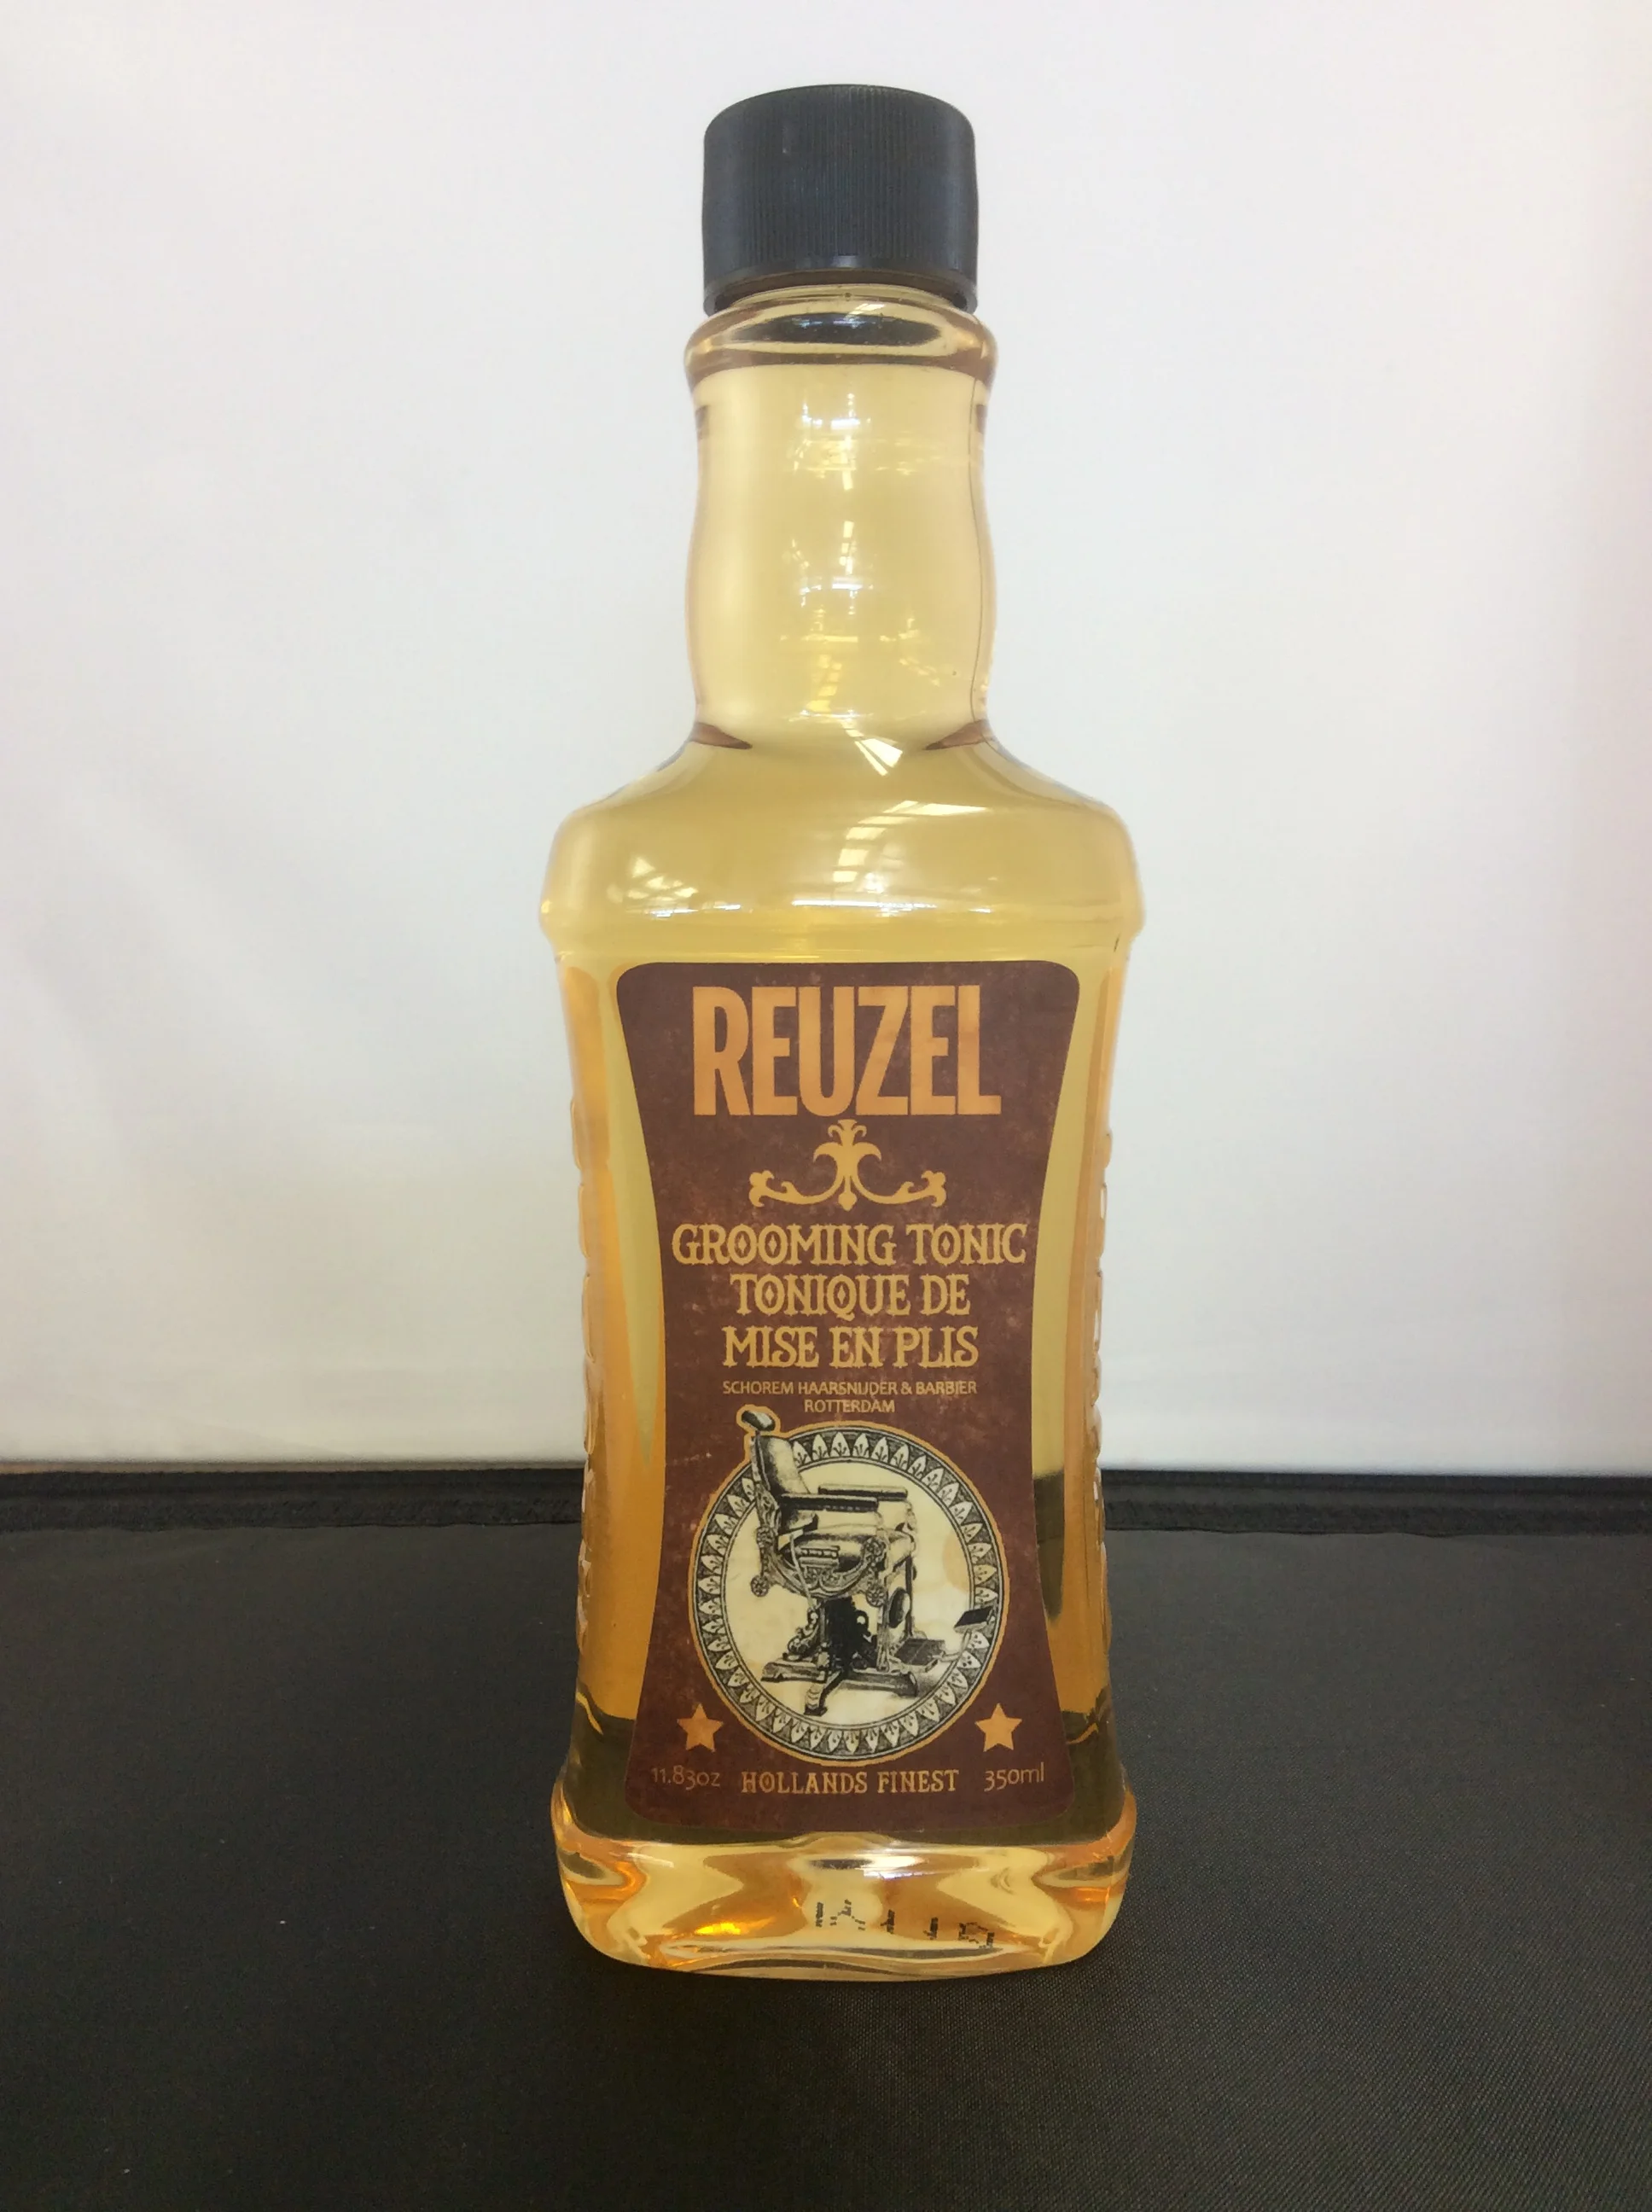 REUZEL
GROOMING TONIC
TONIQUE DE
MISE EN PLIS
SCHOREM HAARSNIJDER & BARBIER
ROTTERDAM
11.83oz HOLLANDS FINEST 350ml